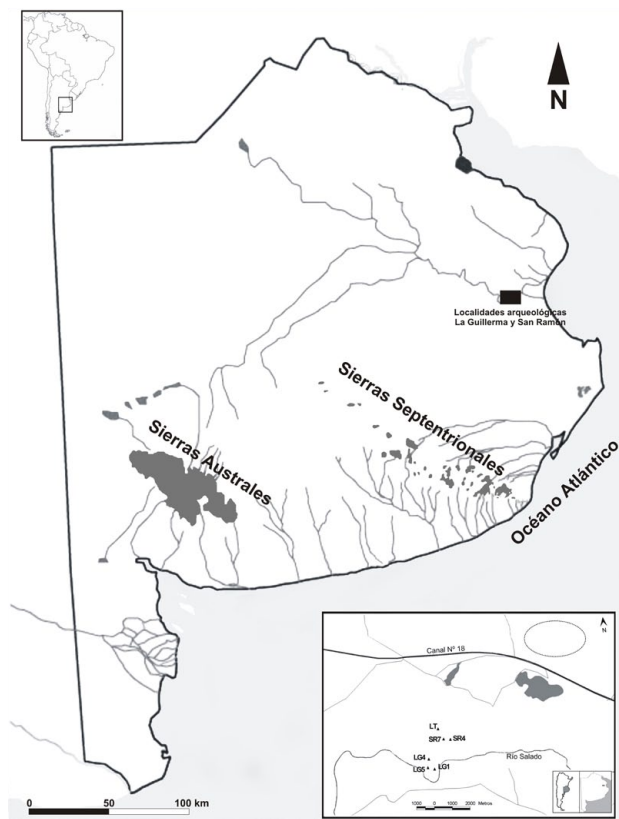 N
Localidades arqueológicas
La Guillerma y San Ramón
Sierras Septentrionales
Sierras Australes
Océano Atlántico
N
Canal Nº 18
LT
SR7 SR4
LG4
Río Salado
LG5 LG1
1000 0 1000 2000 Metros
0 50 100 km